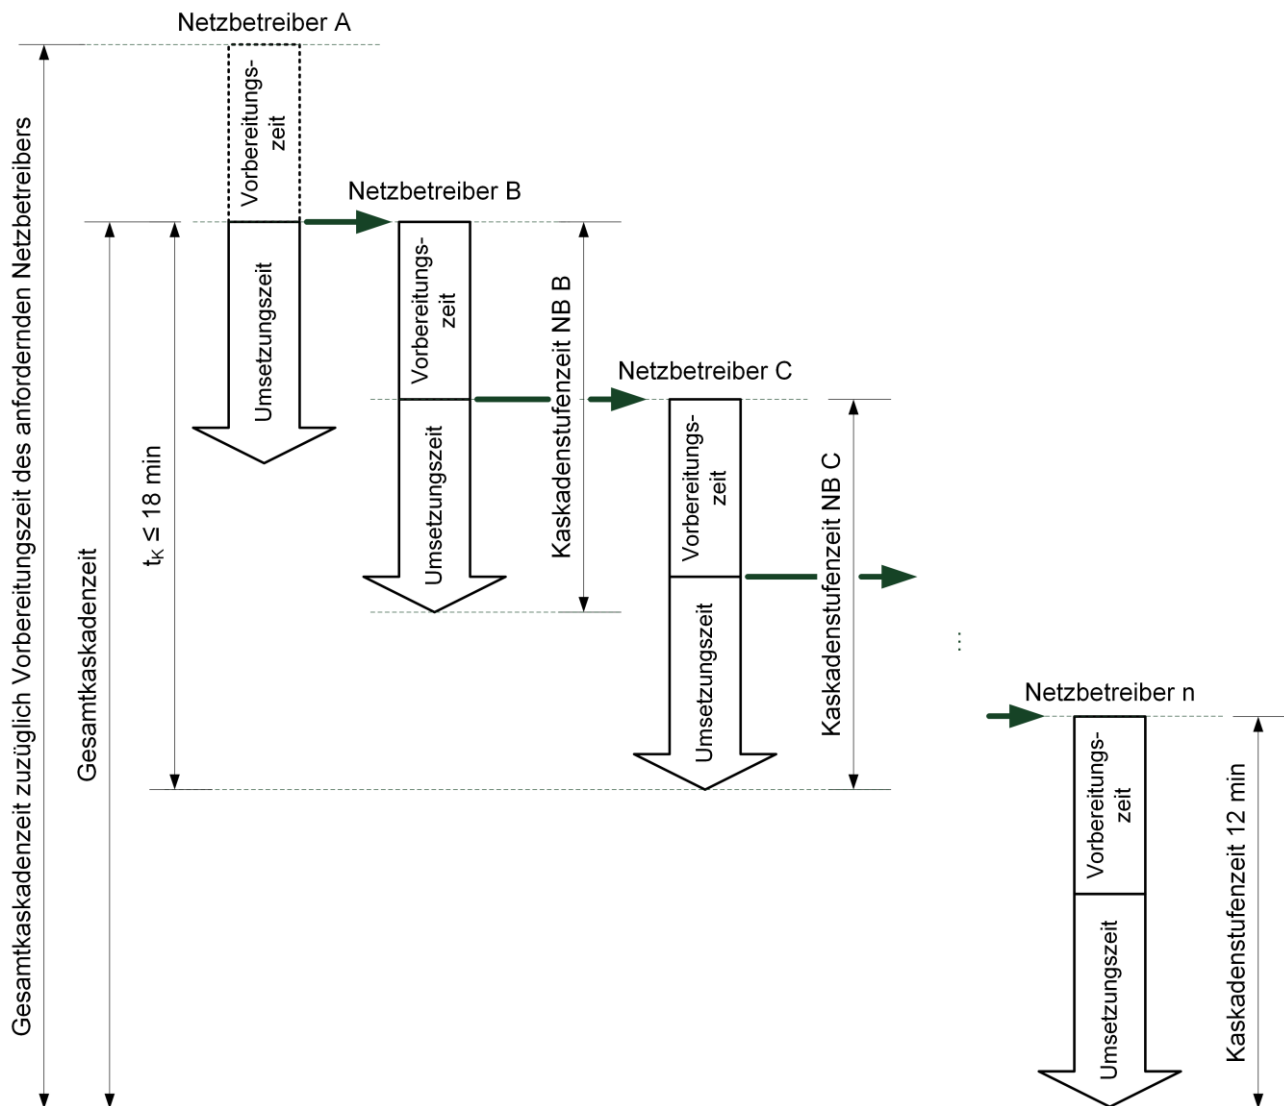 Netzbetreiber A
Vorbereitungs-
zeit
Umsetzungszeit
Gesamtkaskadenzeit zuzüglich Vorbereitungszeit des anfordernden Netzbetreibers
Gesamtkaskadenzeit
tK ≤ 18 min
Netzbetreiber B
Vorbereitungs-
zeit
Umsetzungszeit
Kaskadenstufenzeit NB B
Netzbetreiber C
Vorbereitungs-
zeit
Umsetzungszeit
Kaskadenstufenzeit NB C
...
Netzbetreiber n
Vorbereitungs-
zeit
Umsetzungszeit
Kaskadenstufenzeit 12 min